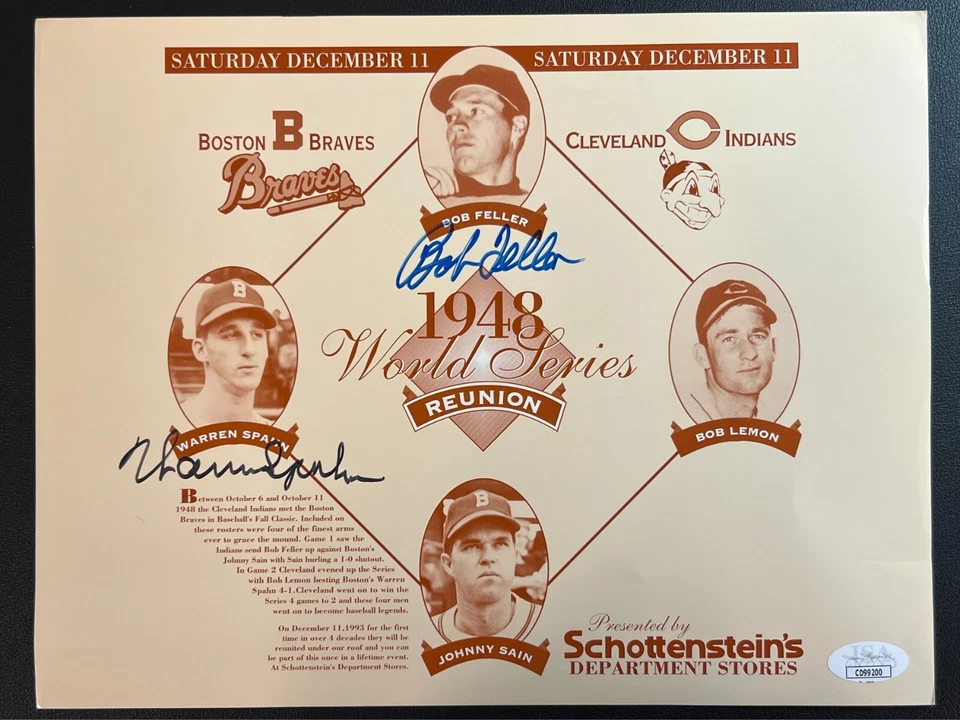 SATURDAY DECEMBER 11
SATURDAY DECEMBER 11
BOSTON B BRAVES
Braves
CLEVELAND C INDIANS
B
BOB FELLER
Bob Feller
1948
World Series
REUNION
B
WARREN SPAHN
Warren Spahn
C
BOB LEMON
Between October 6 and October 11
1948 the Cleveland Indians met the Boston
Braves in Baseball's Fall Classic. Included on
these rosters were four of the finest arms
ever to grace the mound. Game 1 saw the
Indians send Bob Feller up against Boston's
Johnny Sain with Sain hurling a 1-0 shutout.
In Game 2 Cleveland evened up the Series
with Bob Lemon besting Boston's Warren
Spahn 4-1. Cleveland went on to win the
Series 4 games to 2 and these four men
went on to become baseball legends.
On December 11, 1993 for the first
time in over 4 decades they will be
reunited under our roof and you can
be part of this once in a lifetime event.
At Schottenstein's Department Stores.
B
JOHNNY SAIN
Presented by
Schottenstein's
DEPARTMENT STORES
JSA
CD99200